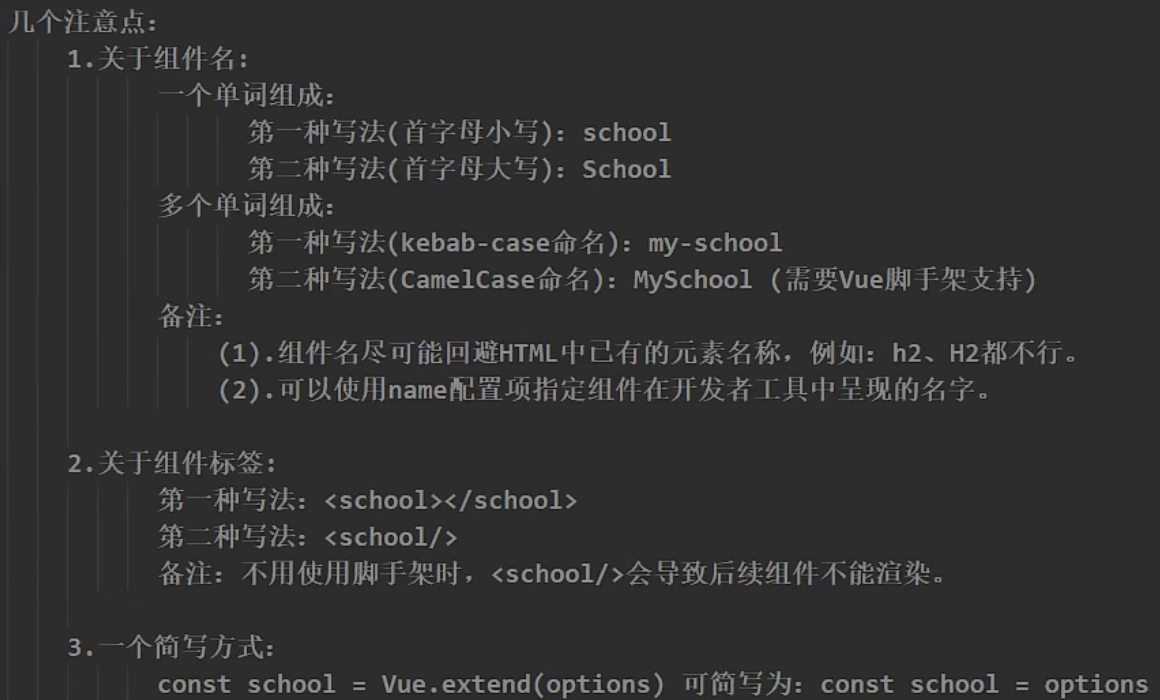 几个注意点:
1.关于组件名:
一个单词组成:
第一种写法(首字母小写): school
第二种写法(首字母大写): School
多个单词组成:
第一种写法(kebab-case命名): my-school
第二种写法(CamelCase命名): MySchool (需要Vue脚手架支持)
备注:
(1).组件名尽可能回避HTML中已有的元素名称，例如: h2、H2都不行。
(2).可以使用name配置项指定组件在开发者工具中呈现的名字。
2.关于组件标签:
第一种写法: <school></school>
第二种写法: <school/>
备注: 不用使用脚手架时，<school/>会导致后续组件不能渲染。
3.一个简写方式:
const school = Vue.extend(options) 可简写为: const school = options